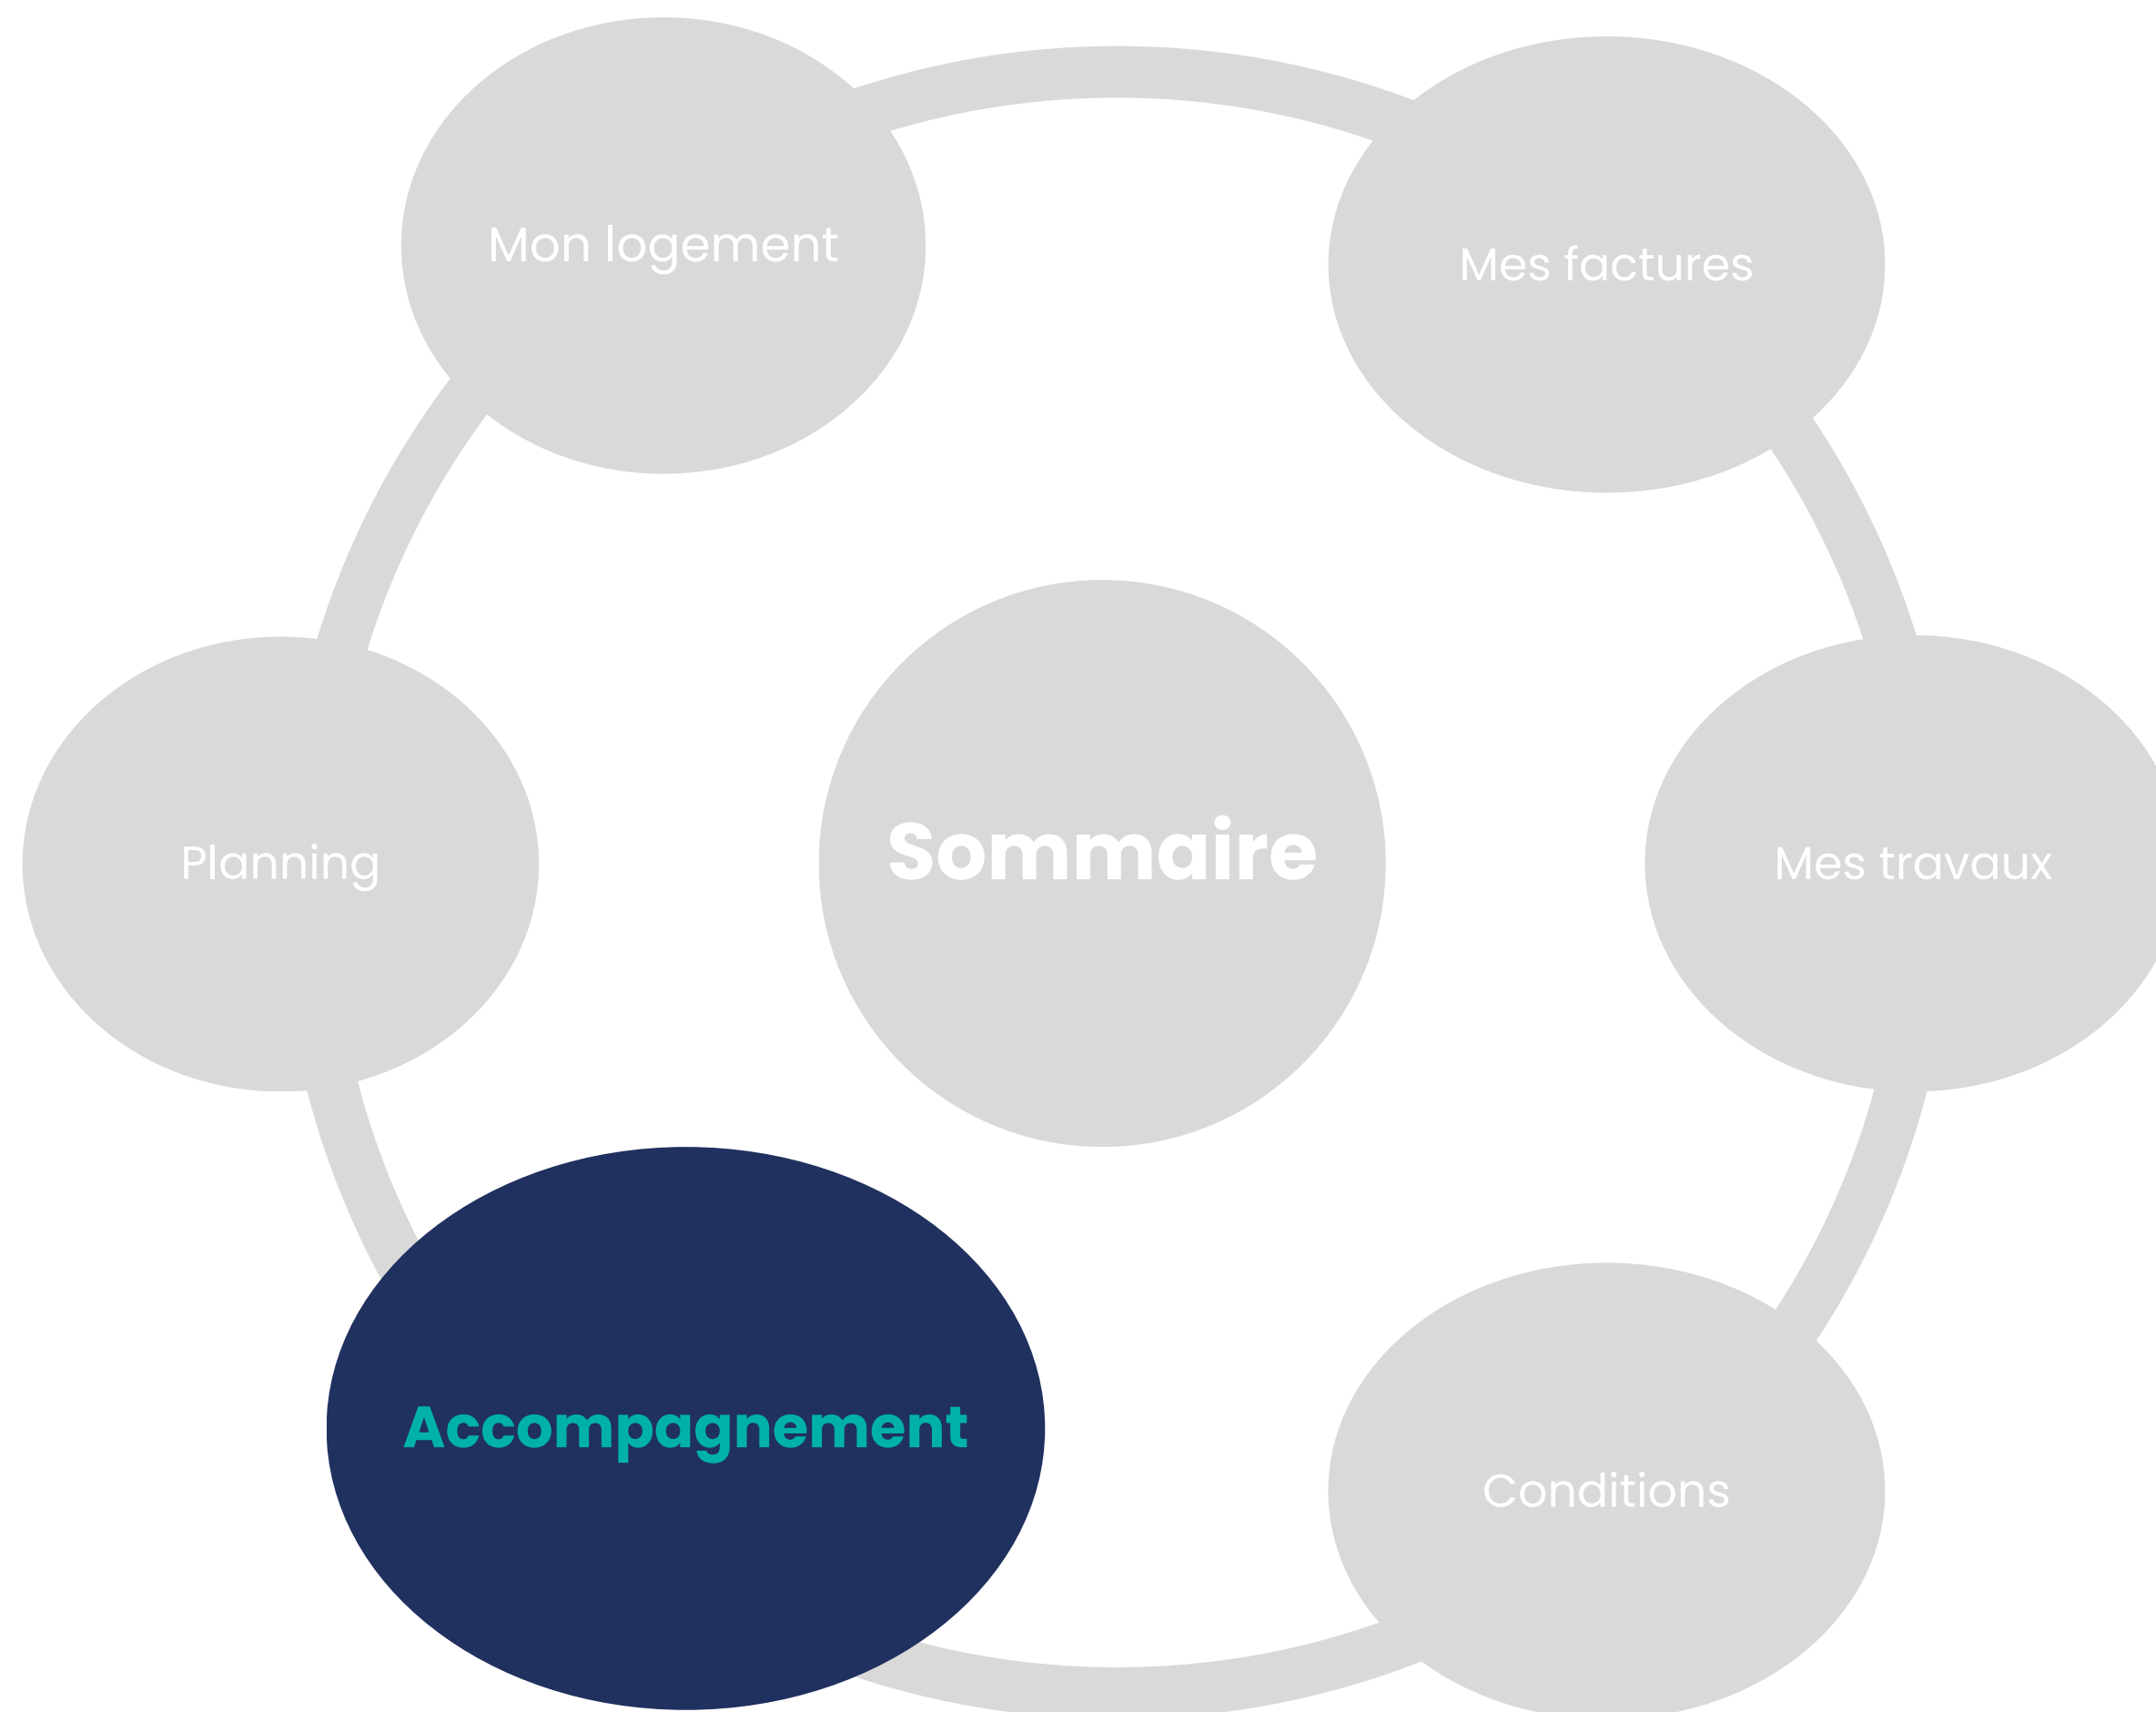 Mon logement
Mes factures
Planning
Sommaire
Mes travaux
Accompagnement
Conditions